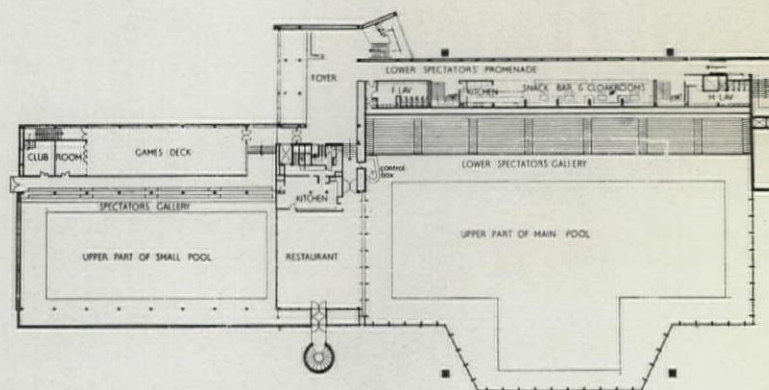 FOYER
LOWER SPECTATORS' PROMENADE
F. LAV
KITCHEN
SNACK BAR & CLOAKROOMS
M. LAV
CLUB ROOM
GAMES DECK
LOWER SPECTATORS GALLERY
control
box
KITCHEN
SPECTATORS GALLERY
UPPER PART OF SMALL POOL
RESTAURANT
UPPER PART OF MAIN POOL